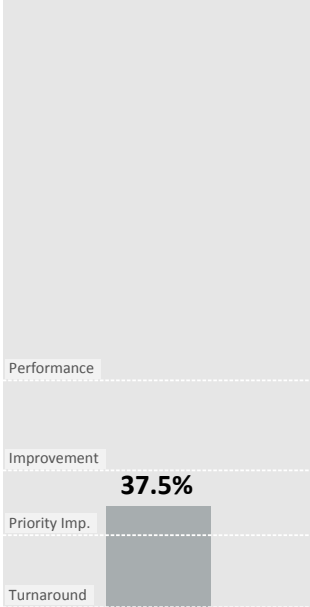 Performance
Improvement
37.5%
Priority Imp.
Turnaround